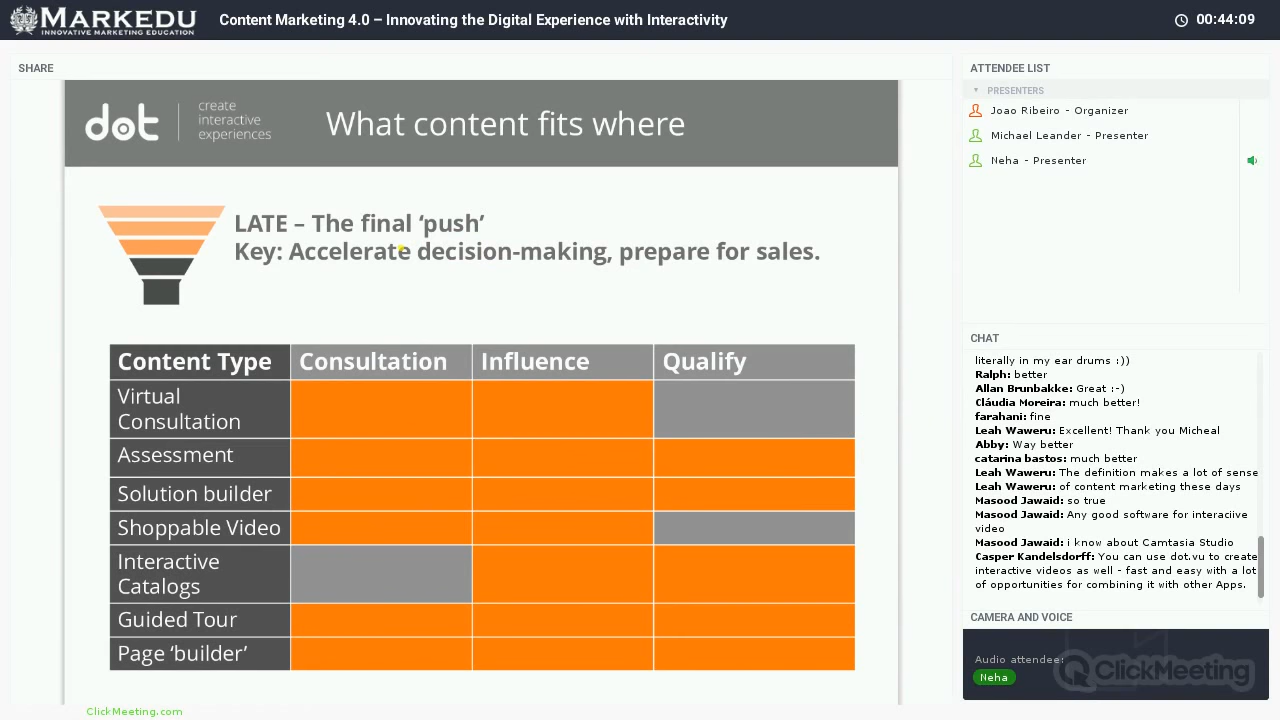 MARKEDU
INNOVATIVE MARKETING EDUCATION
Content Marketing 4.0 – Innovating the Digital Experience with Interactivity
00:44:09
SHARE
dot
create
interactive
experiences
What content fits where
LATE – The final ‘push’
Key: Accelerate decision-making, prepare for sales.
Content Type Consultation Influence Qualify
Virtual
Consultation
Assessment
Solution builder
Shoppable Video
Interactive
Catalogs
Guided Tour
Page ‘builder’
ClickMeeting.com
ATTENDEE LIST
PRESENTERS
Joao Ribeiro - Organizer
Michael Leander - Presenter
Neha - Presenter
CHAT
literally in my ear drums :))
Ralph: better
Allan Brunbakke: Great :-)
Cláudia Moreira: much better!
farahani: fine
Leah Waweru: Excellent! Thank you Micheal
Abby: Way better
catarina bastos: much better
Leah Waweru: The definition makes a lot of sense
Leah Waweru: of content marketing these days
Masood Jawaid: so true
Masood Jawaid: Any good software for interaciive
video
Masood Jawaid: i know about Camtasia Studio
Casper Kandelsdorff: You can use dot.vu to create
interactive videos as well - fast and easy with a lot
of opportunities for combining it with other Apps.
CAMERA AND VOICE
Audio attendee:
Neha
ClickMeeting